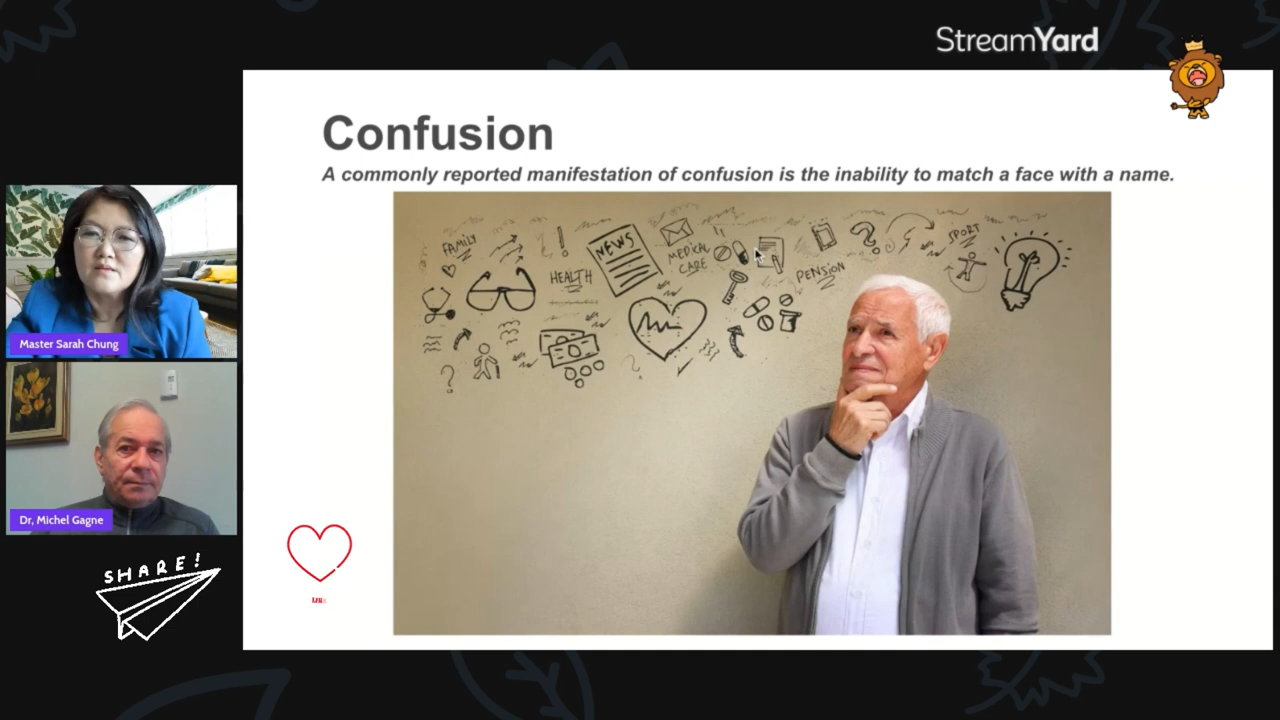 StreamYard
Confusion
A commonly reported manifestation of confusion is the inability to match a face with a name.
FAMILY
NEWS
MEDICAL
CARE
HEALTH
PENSION
SPORT
Master Sarah Chung
Dr, Michel Gagne
SHARE!